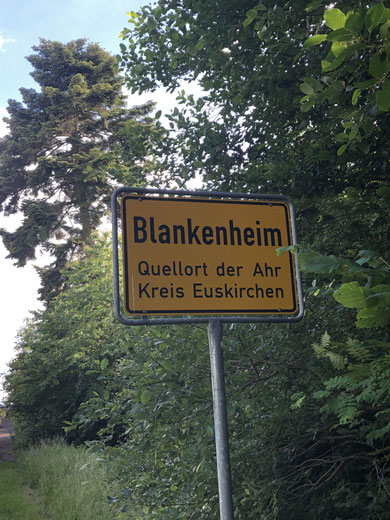 Blankenheim
Quellort der Ahr
Kreis Euskirchen